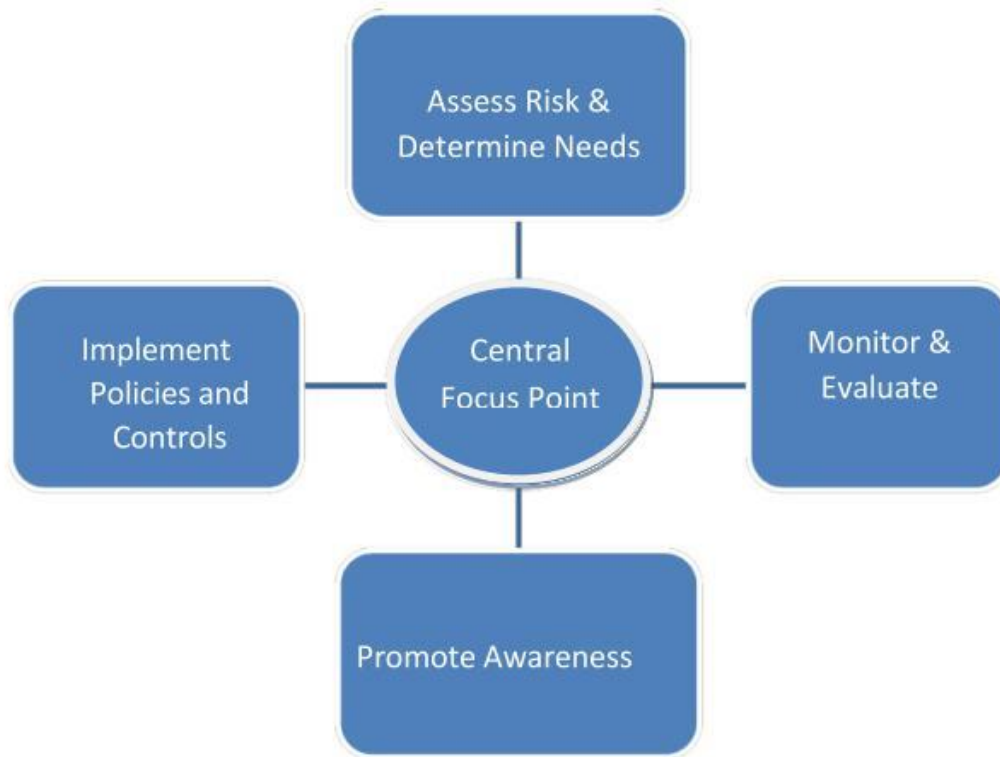 Assess Risk &
Determine Needs
Implement
Policies and
Controls
Central
Focus Point
Monitor &
Evaluate
Promote Awareness